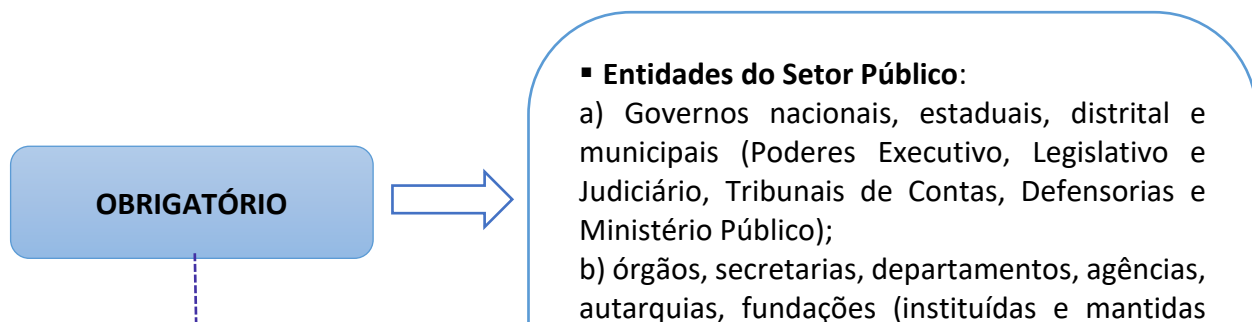 OBRIGATÓRIO
▪ Entidades do Setor Público:
a) Governos nacionais, estaduais, distrital e
municipais (Poderes Executivo, Legislativo e
Judiciário, Tribunais de Contas, Defensorias e
Ministério Público);
b) órgãos, secretarias, departamentos, agências,
autarquias, fundações (instituídas e mantidas